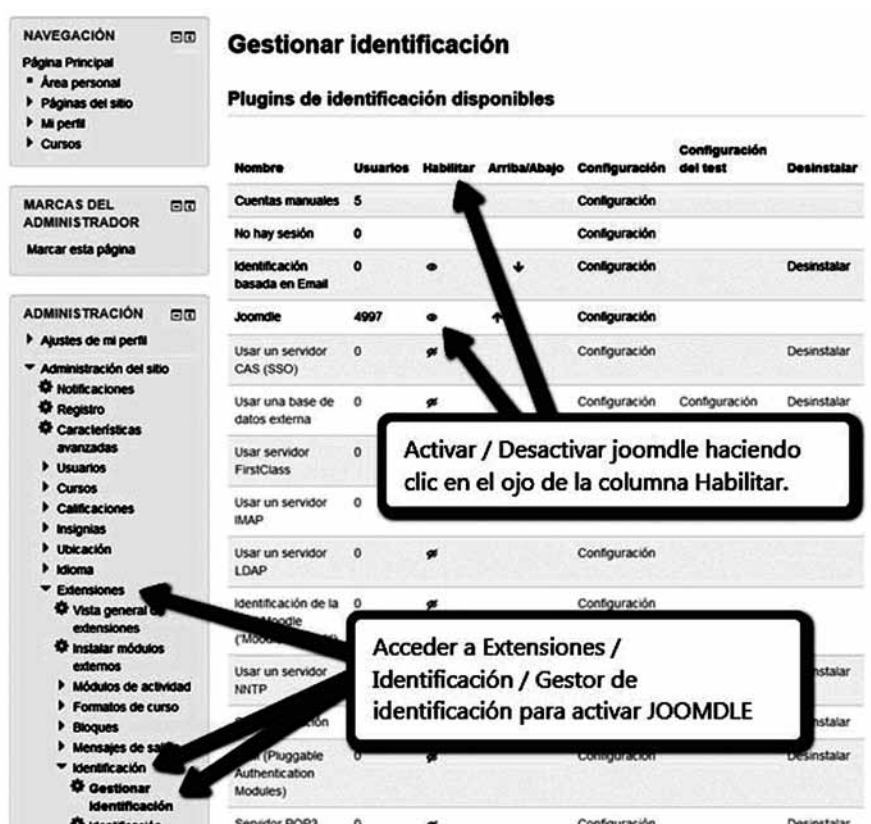 NAVEGACIÓN
Página Principal
Área personal
Páginas del sitio
Mi perfil
Cursos
MARCAS DEL
ADMINISTRADOR
Marcar esta página
ADMINISTRACIÓN
Ajustes de mi perfil
Administración del sitio
Notificaciones
Registro
Características
avanzadas
Usuarios
Cursos
Calificaciones
Insignias
Ubicación
Idioma
Extensiones
Vista general
extensiones
Instalar módulos
externos
Módulos de actividad
Formatos de curso
Bloques
Mensajes de
Identificación
Gestionar
identificación
Gestionar identificación
Plugins de identificación disponibles
Nombre Usuarios Habilitar Arriba/Abajo Configuración Configuración del test Desinstalar
Cuentas manuales 5 Configuración
No hay sesión 0 Configuración
Identificación basada en Email 0 Configuración Desinstalar
Joomdle 4997 Configuración
Usar un servidor CAS (SSO) 0 Configuración Desinstalar
Usar una base de datos externa 0 Configuración Configuración Desinstalar
Usar servidor FirstClass 0
Usar un servidor IMAP 0
Usar un servidor LDAP 0 Configuración
Identificación de la 0 Configuración
Usar un servidor NNTP
(Pluggable Authentication Modules) 0 Configuración Desinstalar
Servidor POP3 0 Configuración Desinstalar
Activar / Desactivar joomdle haciendo
clic en el ojo de la columna Habilitar.
Acceder a Extensiones /
Identificación / Gestor de
identificación para activar JOOMDLE